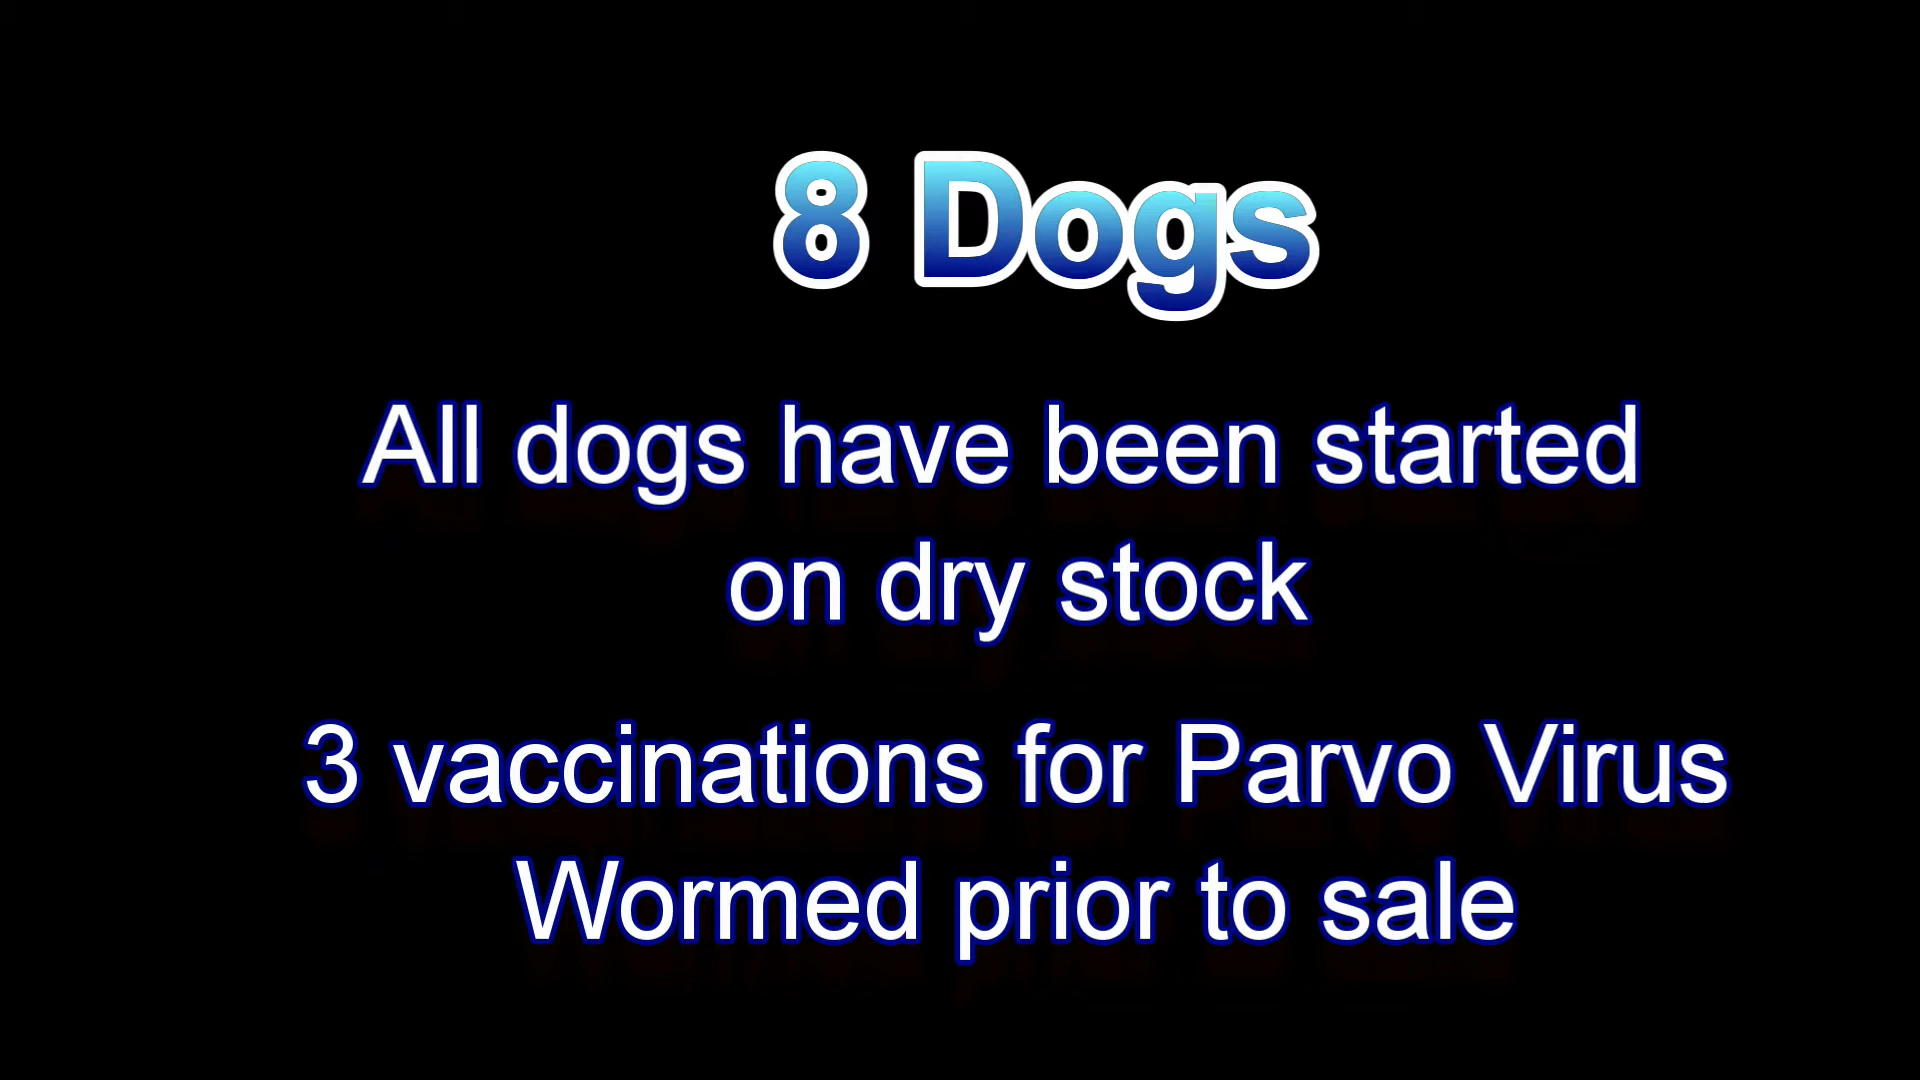 8 Dogs
All dogs have been started
on dry stock
3 vaccinations for Parvo Virus
Wormed prior to sale